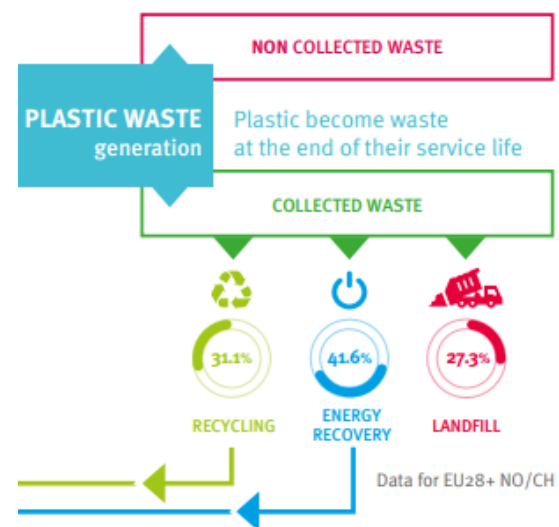 NON COLLECTED WASTE
PLASTIC WASTE
generation
Plastic become waste
at the end of their service life
COLLECTED WASTE
31.1%
41.6%
27.3%
RECYCLING
ENERGY
RECOVERY
LANDFILL
Data for EU28+ NO/CH